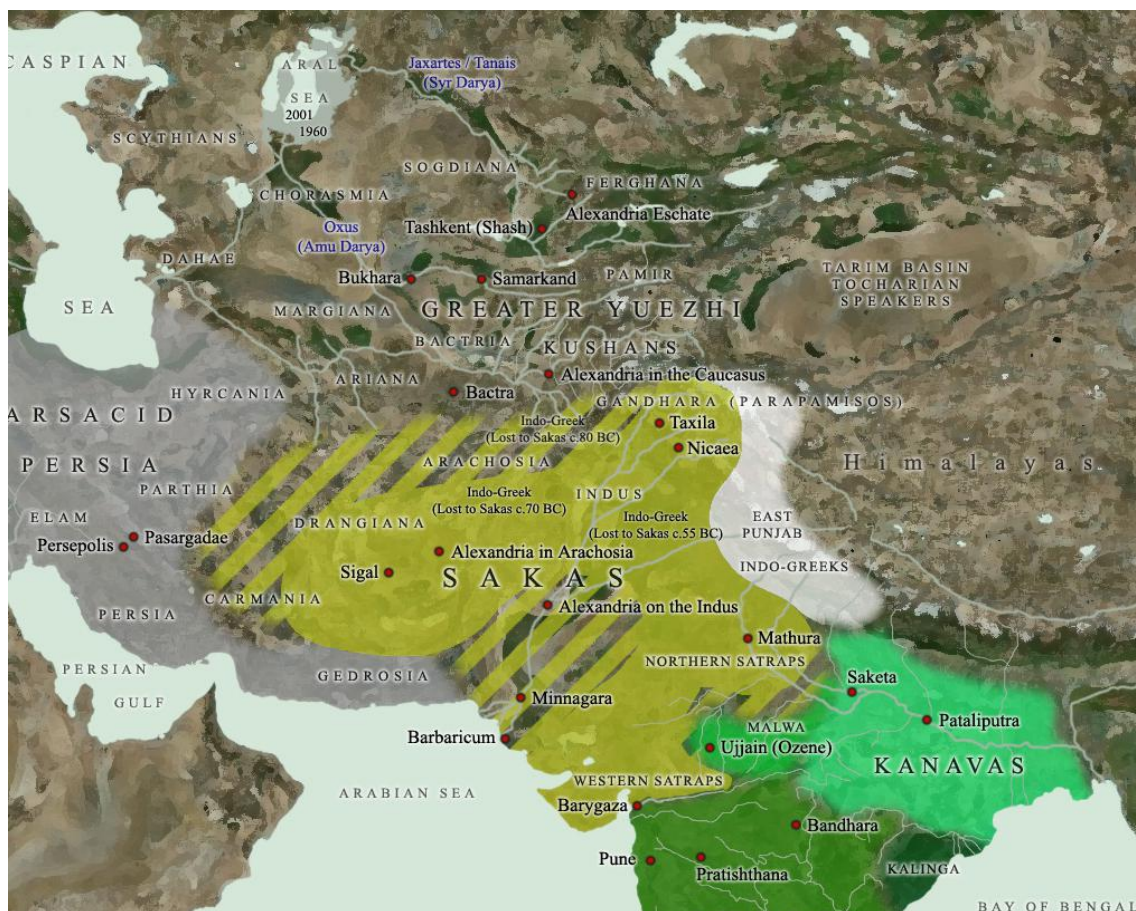 CASPIAN
ARAL
SEA
2001
1960
Jaxartes / Tanais
(Syr Darya)
SCYTHIANS
SOGDIANA
FERGHANA
CHORASMIA
Alexandria Eschate
Tashkent (Shash)
Oxus
(Amu Darya)
DAHAE
Bukhara
Samarkand
PAMIR
TARIM BASIN
TOCHARIAN
SPEAKERS
SEA
MARGIANA
GREATER YUEZHI
BACTRIA
KUSHANS
Alexandria in the Caucasus
ARIANA
HYRCANIA
Bactra
GANDHARA (PARAPAMISOS)
ARSACID
PERSIA
Indo-Greek
(Lost to Sakas c.80 BC)
Taxila
Nicaea
ARACHOSIA
Himalayas
PARTHIA
Indo-Greek
(Lost to Sakas c.70 BC)
INDUS
ELAM
DRANGIANA
Indo-Greek
(Lost to Sakas c.55 BC)
EAST
PUNJAB
Pasargadae
Persepolis
Alexandria in Arachosia
INDO-GREEKS
Sigal
SAKAS
CARMANIA
Alexandria on the Indus
PERSIA
Mathura
PERSIAN
GULF
GEDROSIA
NORTHERN SATRAPS
Minnagara
Saketa
Pataliputra
MALWA
Barbaricum
Ujjain (Ozene)
KANAVAS
WESTERN SATRAPS
ARABIAN SEA
Barygaza
Bandhara
Pune
Pratishthana
KALINGA
BAY OF BENGAL